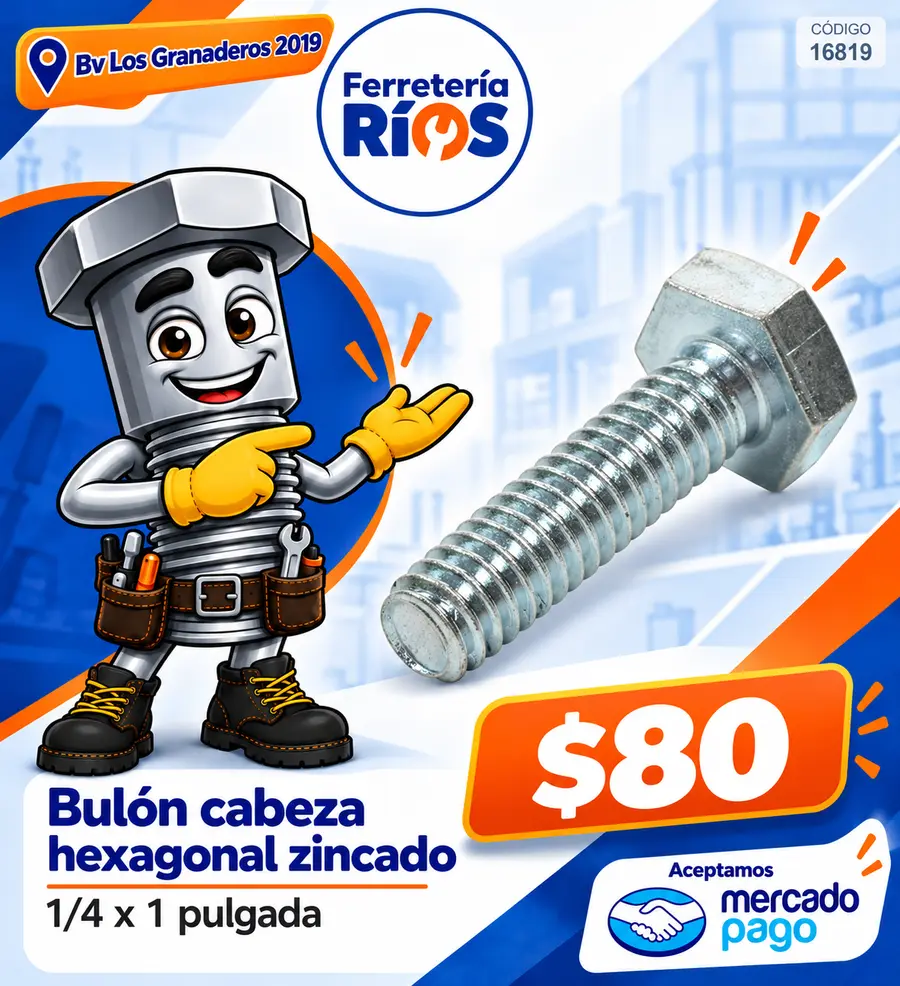 Bv Los Granaderos 2019
Ferretería
Ríos
CÓDIGO
16819
$80
Bulón cabeza
hexagonal zincado
1/4 x 1 pulgada
Aceptamos
mercado
pago